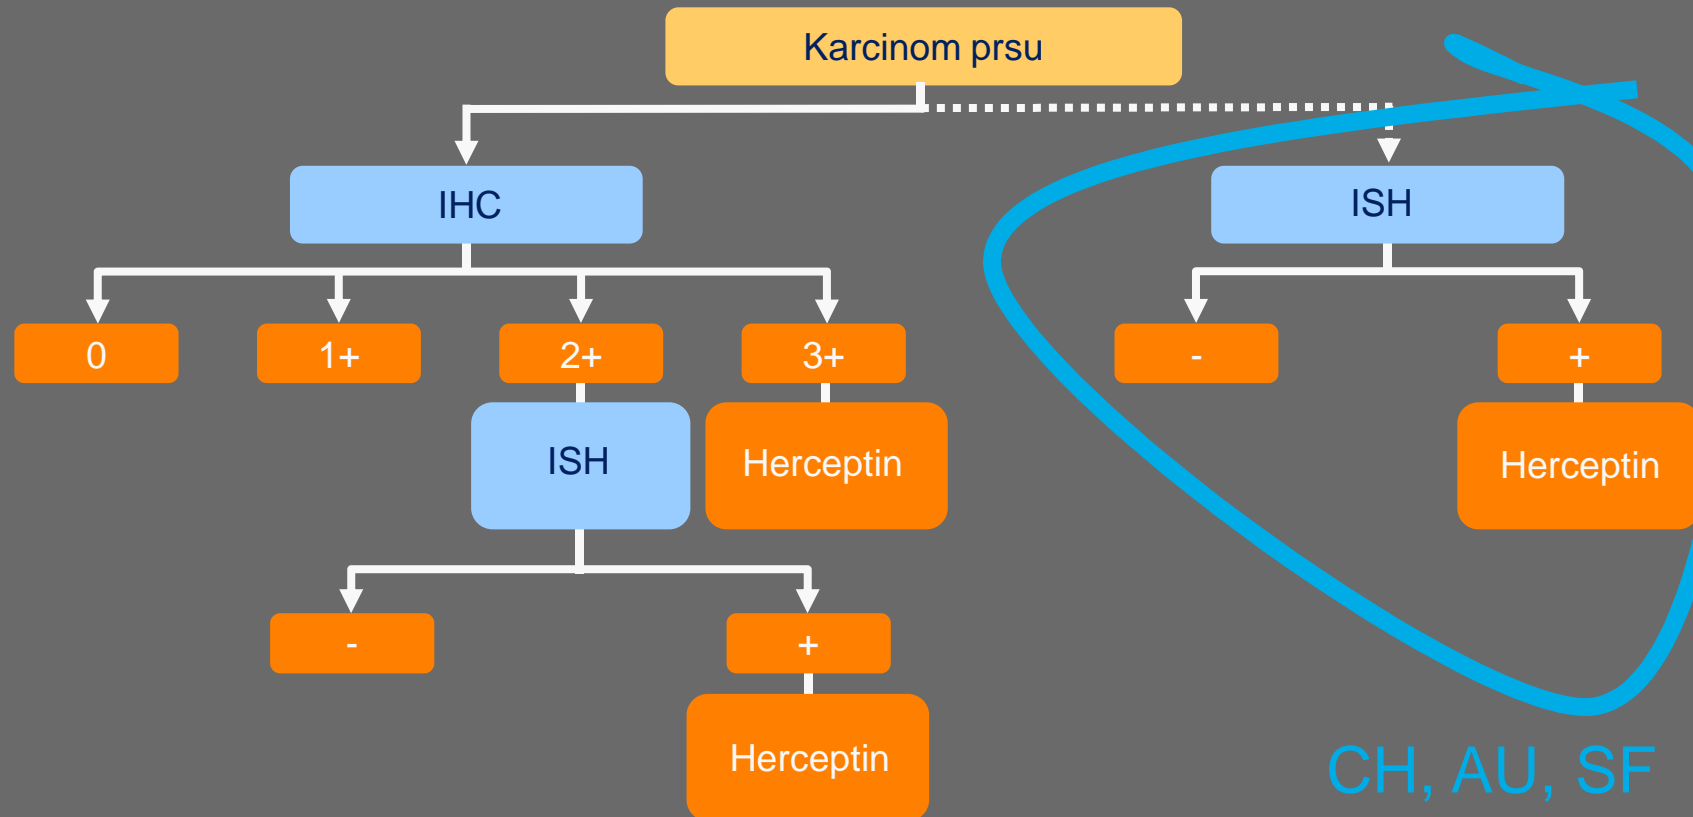 Karcinom prsu
IHC
ISH
0
1+
2+
3+
-
+
ISH
Herceptin
Herceptin
-
+
Herceptin
CH, AU, SF